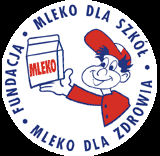 FUNDACJA • MLEKO DLA SZKÓŁ •
MLEKO DLA ZDROWIA •
MLEKO